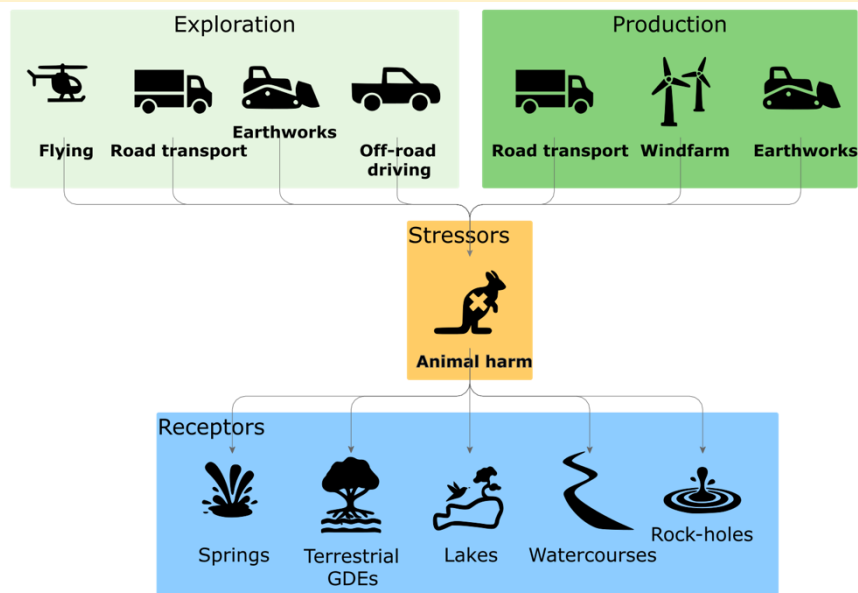 Exploration
Production
Flying
Road transport
Earthworks
Off-road
driving
Road transport
Windfarm
Earthworks
Stressors
Animal harm
Receptors
Springs
Terrestrial
GDEs
Lakes
Watercourses
Rock-holes